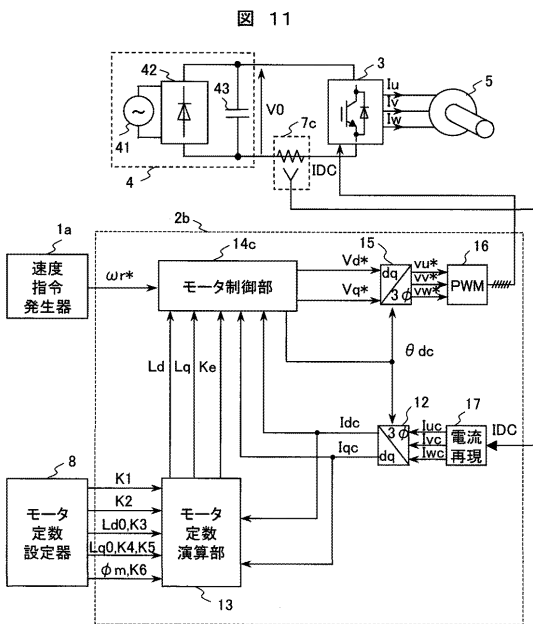 図 11
3
42
41
43
V0
4
7c
IDC
Iu
Iv
Iw
5
1a
速度
指令
発生器
ωr*
2b
14c
モータ制御部
Vd*
Vq*
15
dq
3φ
vu*
vv*
vw*
16
PWM
Ld
Lq
Ke
θdc
Idc
Iqc
12
3φ
dq
Iuc
Ivc
Iwc
17
電流
再現
IDC
8
モータ
定数
設定器
K1
K2
Ld0,K3
Lq0,K4,K5
φm,K6
モータ
定数
演算部
13